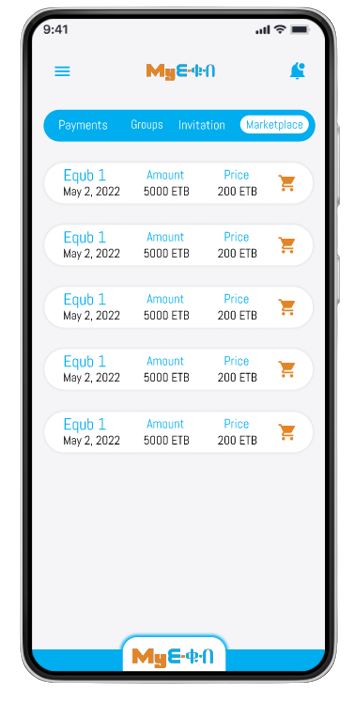 9:41
MyE-ቁብ
Payments Groups Invitation Marketplace
Equb 1 Amount Price
May 2, 2022 5000 ETB 200 ETB
Equb 1 Amount Price
May 2, 2022 5000 ETB 200 ETB
Equb 1 Amount Price
May 2, 2022 5000 ETB 200 ETB
Equb 1 Amount Price
May 2, 2022 5000 ETB 200 ETB
Equb 1 Amount Price
May 2, 2022 5000 ETB 200 ETB
MyE-ቁብ